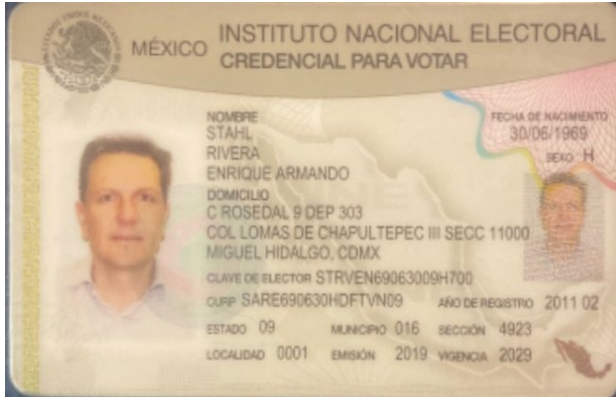 MÉXICO
INSTITUTO NACIONAL ELECTORAL
CREDENCIAL PARA VOTAR
NOMBRE
STAHL
RIVERA
ENRIQUE ARMANDO
FECHA DE NACIMIENTO
30/06/1969
SEXO H
DOMICILIO
C ROSEDAL 9 DEP 303
COL LOMAS DE CHAPULTEPEC III SECC 11000
MIGUEL HIDALGO, CDMX
CLAVE DE ELECTOR STRVEN69063009H700
CURP SARE690630HDFTVN09 AÑO DE REGISTRO 2011 02
ESTADO 09 MUNICIPIO 016 SECCIÓN 4923
LOCALIDAD 0001 EMISIÓN 2019 VIGENCIA 2029